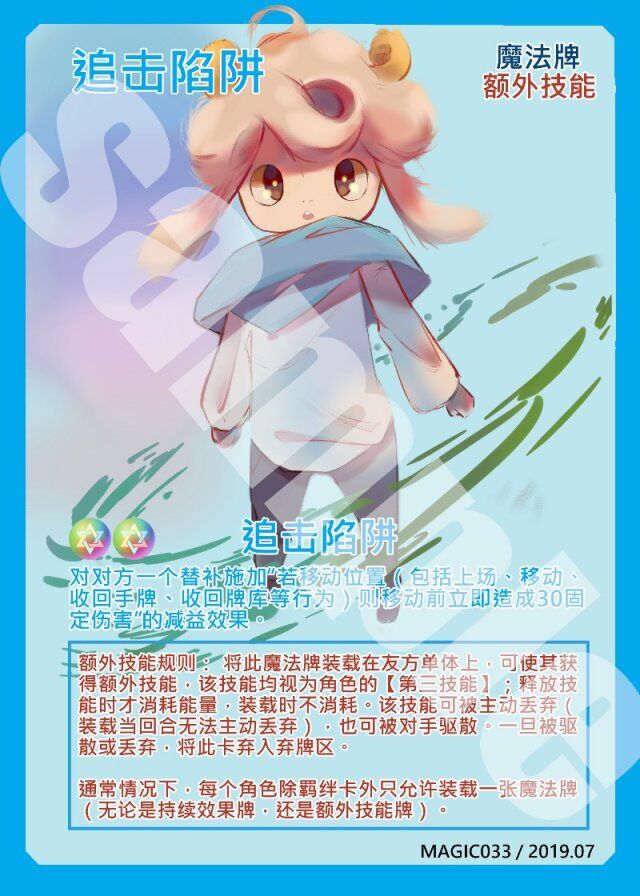 追击陷阱
魔法牌
额外技能
Sample
追击陷阱
对对方一个替补施加“若移动位置（包括上场、移动、
收回手牌、收回牌库等行为）则移动前立即造成30固
定伤害”的减益效果。
额外技能规则： 将此魔法牌装载在友方单体上，可使其获
得额外技能，该技能均视为角色的【第三技能】；释放技
能时才消耗能量，装载时不消耗。该技能可被主动丢弃（
装载当回合无法主动丢弃），也可被对手驱散。一旦被驱
散或丢弃，将此卡弃入弃牌区。
通常情况下，每个角色除羁绊卡外只允许装载一张魔法牌
（无论是持续效果牌，还是额外技能牌）。
MAGIC033 / 2019.07